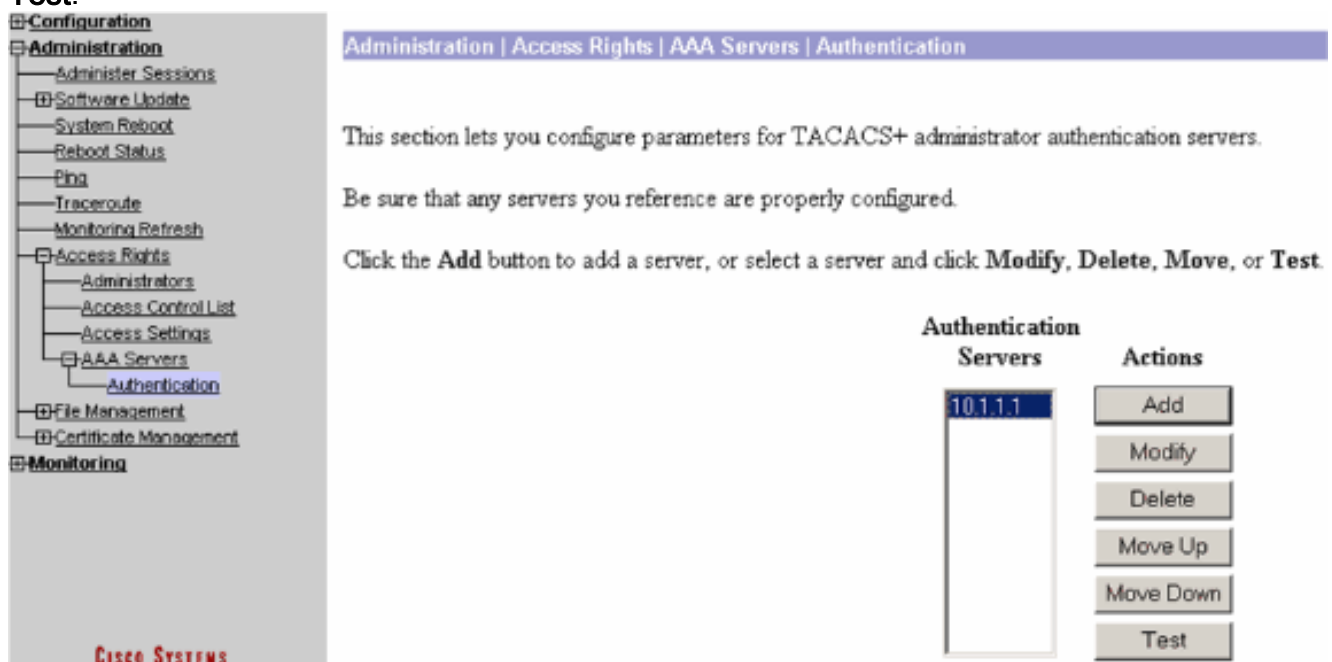 Test.
Configuration
Administration
Administer Sessions
Software Update
System Reboot
Reboot Status
Ping
Traceroute
Monitoring Refresh
Access Rights
Administrators
Access Control List
Access Settings
AAA Servers
Authentication
File Management
Certificate Management
Monitoring
CISCO SYSTEMS
Administration | Access Rights | AAA Servers | Authentication
This section lets you configure parameters for TACACS+ administrator authentication servers.
Be sure that any servers you reference are properly configured.
Click the Add button to add a server, or select a server and click Modify, Delete, Move, or Test.
Authentication
Servers
Actions
10.1.1.1
Add
Modify
Delete
Move Up
Move Down
Test